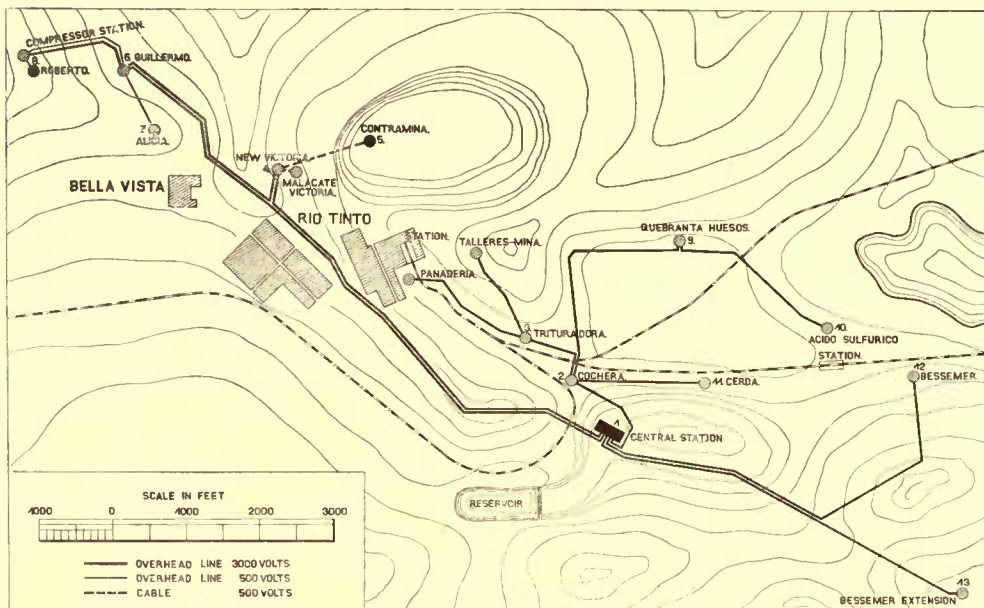 COMPRESSOR STATION.
8.
ROBERTO.
6. GUILLERMO.
7.
ALICIA.
CONTRAMINA.
5.
NEW VICTORIA.
MALACATE
VICTORIA.
BELLA VISTA
RIO TINTO
STATION.
TALLERES-MINA.
QUEBRANTA HUESOS.
9.
PANADERIA.
3.
TRITURADORA.
10.
ACIDO SULFURICO
STATION.
12
BESSEMER.
2. COCHERA.
11. CERDA.
1
CENTRAL STATION
RESERVOIR
SCALE IN FEET
1000 0 1000 2000 3000
OVERHEAD LINE 3000 VOLTS
OVERHEAD LINE 500 VOLTS
CABLE 500 VOLTS
13
BESSEMER EXTENSION